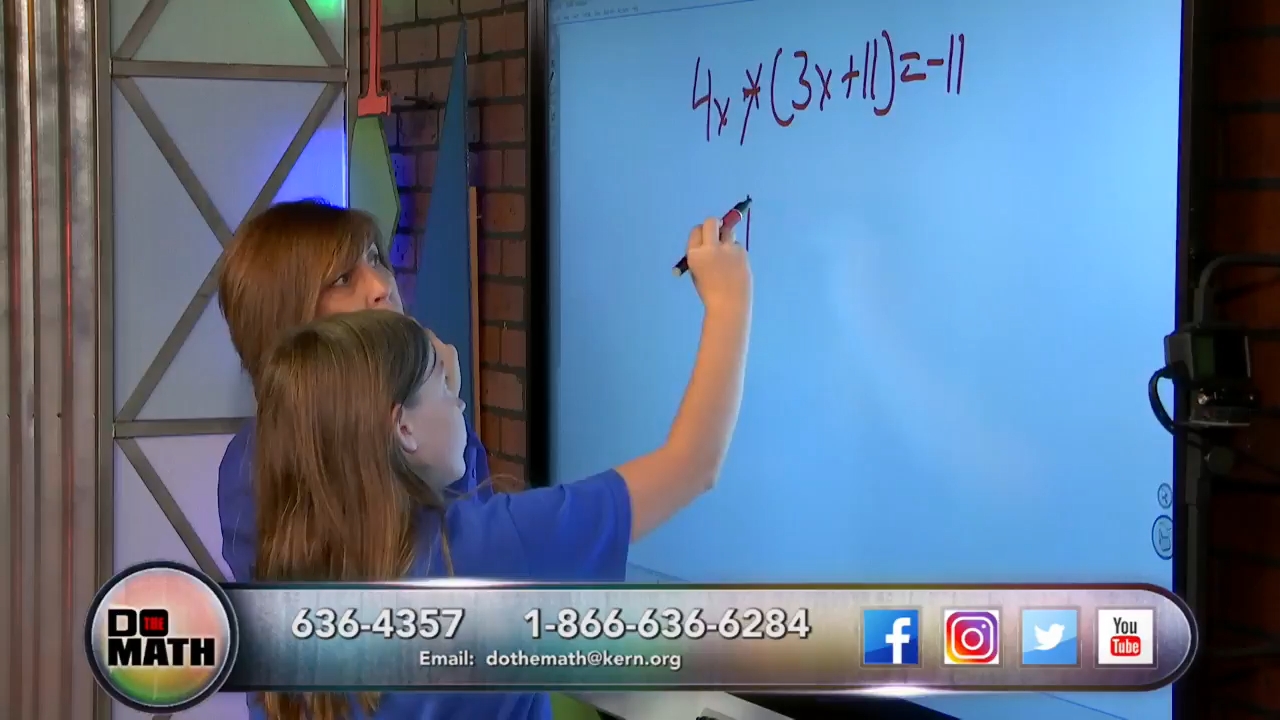 4x * (3x+11) = -11
DO THE MATH
636-4357 1-866-636-6284
Email: dothemath@kern.org
You Tube